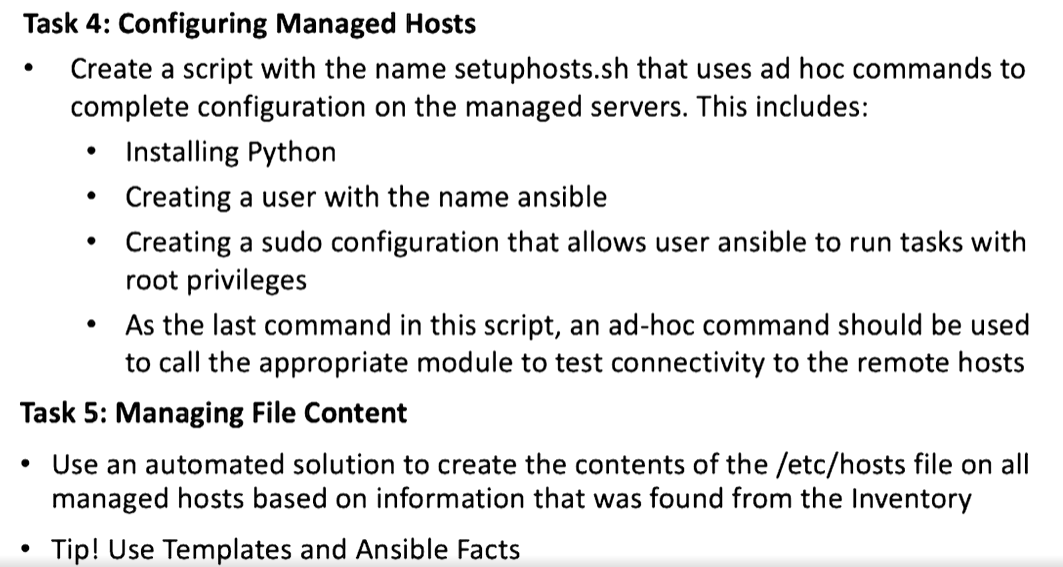 Task 4: Configuring Managed Hosts
• Create a script with the name setuphosts.sh that uses ad hoc commands to
complete configuration on the managed servers. This includes:
• Installing Python
• Creating a user with the name ansible
• Creating a sudo configuration that allows user ansible to run tasks with
root privileges
• As the last command in this script, an ad-hoc command should be used
to call the appropriate module to test connectivity to the remote hosts
Task 5: Managing File Content
• Use an automated solution to create the contents of the /etc/hosts file on all
managed hosts based on information that was found from the Inventory
• Tip! Use Templates and Ansible Facts